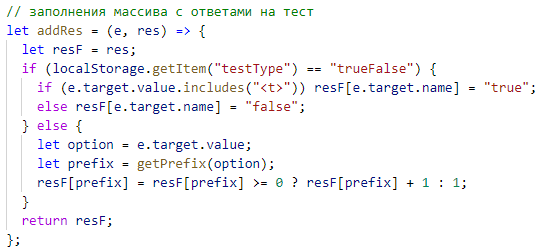 // заполнения массива с ответами на тест
let addRes = (e, res) => {
  let resF = res;
  if (localStorage.getItem("testType") == "trueFalse") {
    if (e.target.value.includes("<t>")) resF[e.target.name] = "true";
    else resF[e.target.name] = "false";
  } else {
    let option = e.target.value;
    let prefix = getPrefix(option);
    resF[prefix] = resF[prefix] >= 0 ? resF[prefix] + 1 : 1;
  }
  return resF;
};